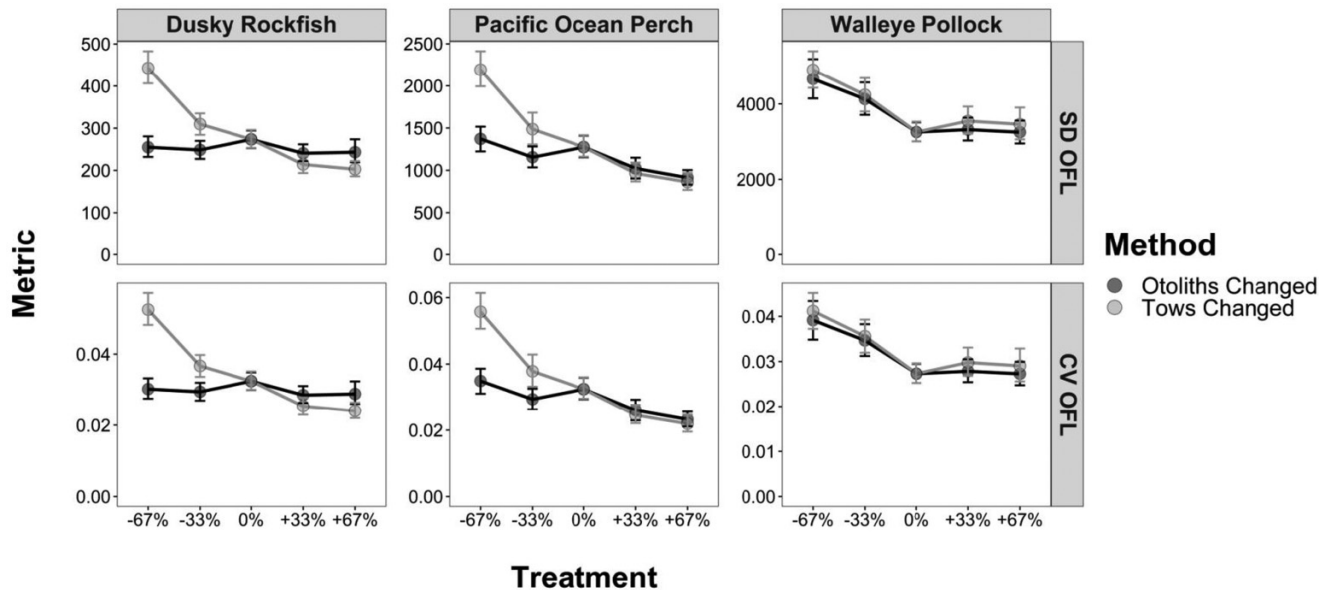 Dusky Rockfish
Pacific Ocean Perch
Walleye Pollock
500
400
300
200
100
0
2500
2000
1500
1000
500
0
4000
2000
0
SD OFL
Metric
0.04
0.02
0.00
0.06
0.04
0.02
0.00
0.04
0.03
0.02
0.01
0.00
CV OFL
Method
Otoliths Changed
Tows Changed
-67% -33% 0% +33% +67%
-67% -33% 0% +33% +67%
-67% -33% 0% +33% +67%
Treatment